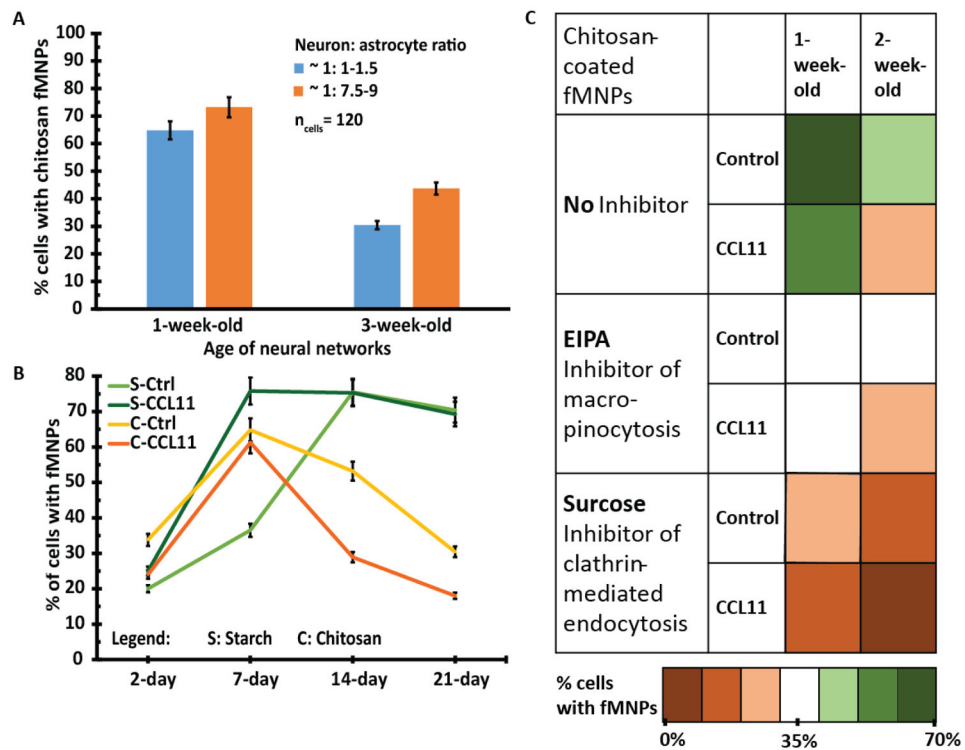 A
% cells with chitosan fMNPs
100
90
80
70
60
50
40
30
20
10
0
Neuron: astrocyte ratio
~ 1: 1-1.5
~ 1: 7.5-9
n_cells = 120
1-week-old
3-week-old
Age of neural networks
B
% of cells with fMNPs
80
70
60
50
40
30
20
10
0
S-Ctrl
S-CCL11
C-Ctrl
C-CCL11
Legend:
S: Starch
C: Chitosan
2-day
7-day
14-day
21-day
C
Chitosan-
coated
fMNPs
1-
week-
old
2-
week-
old
No Inhibitor
Control
CCL11
EIPA
Inhibitor of
macro-
pinocytosis
Control
CCL11
Surcose
Inhibitor of
clathrin-
mediated
endocytosis
Control
CCL11
% cells
with fMNPs
0%
35%
70%